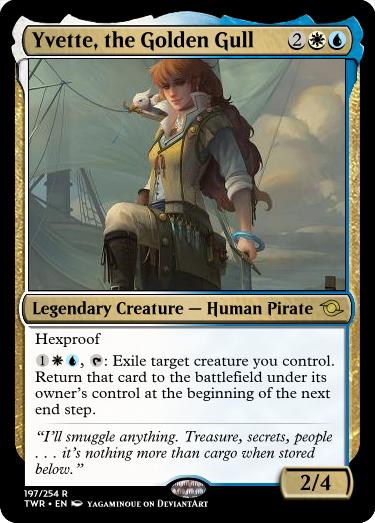 Yvette, the Golden Gull 2
Legendary Creature — Human Pirate
Hexproof
1, : Exile target creature you control.
Return that card to the battlefield under its
owner's control at the beginning of the next
end step.
“I'll smuggle anything. Treasure, secrets, people
. . . it's nothing more than cargo when stored
below.”
2/4
197/254 R
TWR • EN YAGAMINOUE ON DEVIANTART